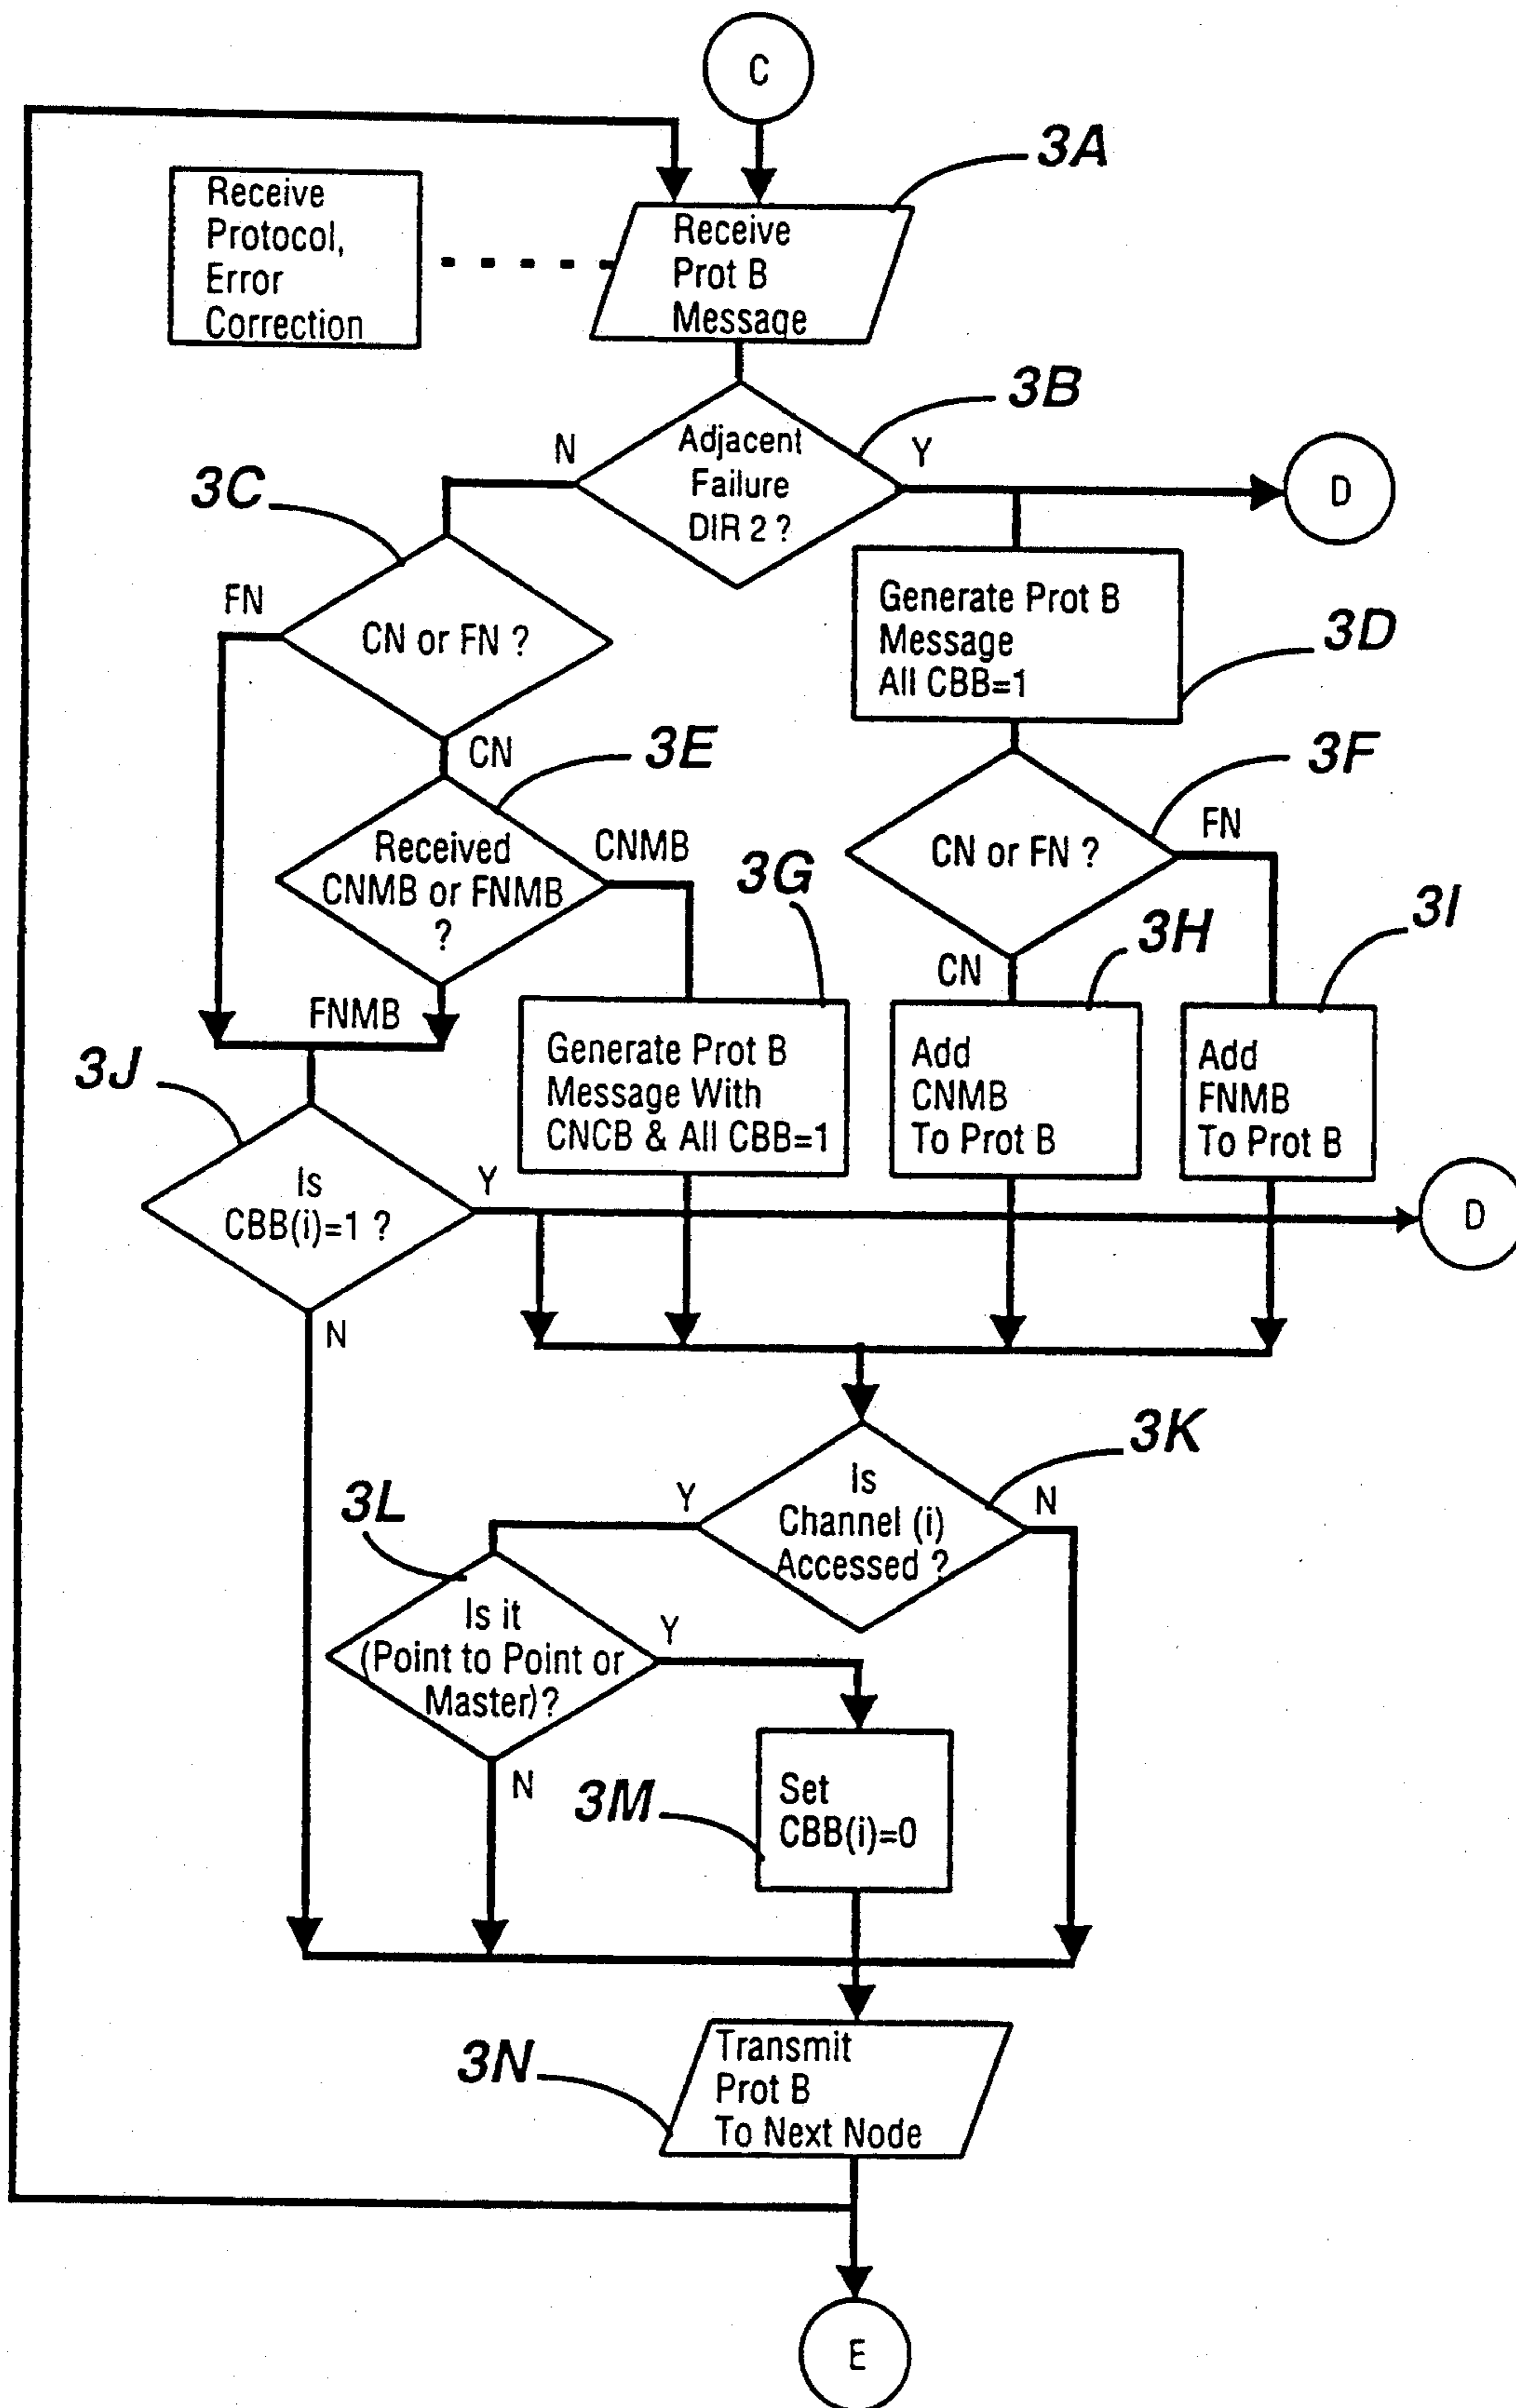 C
3A
Receive
Protocol,
Error
Correction
Receive
Prot B
Message
3B
N
Adjacent
Failure
DIR 2 ?
Y
D
3C
FN
CN or FN ?
Generate Prot B
Message
All CBB=1
3D
CN
3E
3F
Received
CNMB or FNMB
?
CNMB
CN or FN ?
FN
3G
3H
3I
CN
FNMB
3J
Generate Prot B
Message With
CNCB & All CBB=1
Add
CNMB
To Prot B
Add
FNMB
To Prot B
Is
CBB(i)=1 ?
Y
D
N
3K
Is
Channel (i)
Accessed ?
Y
N
3L
Is it
(Point to Point or
Master)?
Y
N
3M
Set
CBB(i)=0
3N
Transmit
Prot B
To Next Node
E